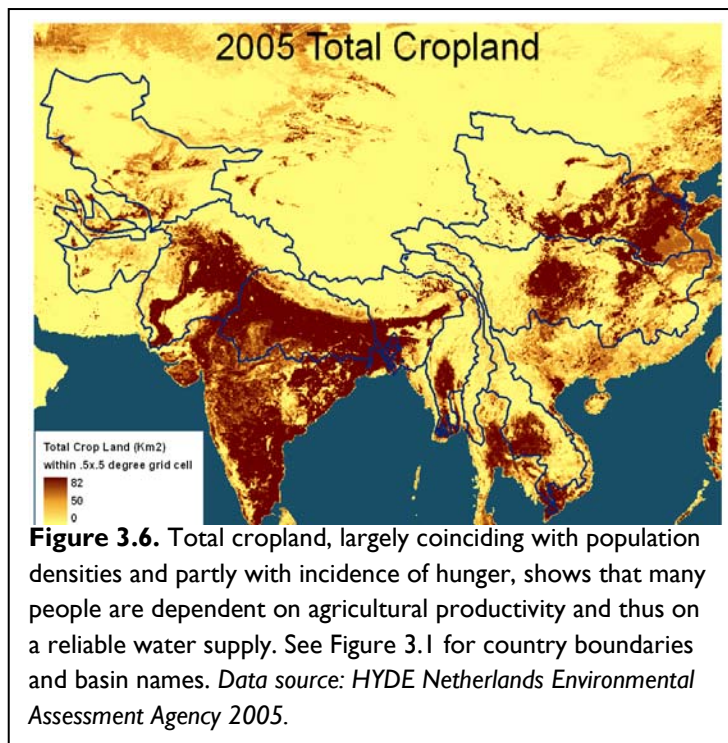 2005 Total Cropland
Total Crop Land (Km2)
within .5x.5 degree grid cell
82
50
0
Figure 3.6. Total cropland, largely coinciding with population
densities and partly with incidence of hunger, shows that many
people are dependent on agricultural productivity and thus on
a reliable water supply. See Figure 3.1 for country boundaries
and basin names. Data source: HYDE Netherlands Environmental
Assessment Agency 2005.